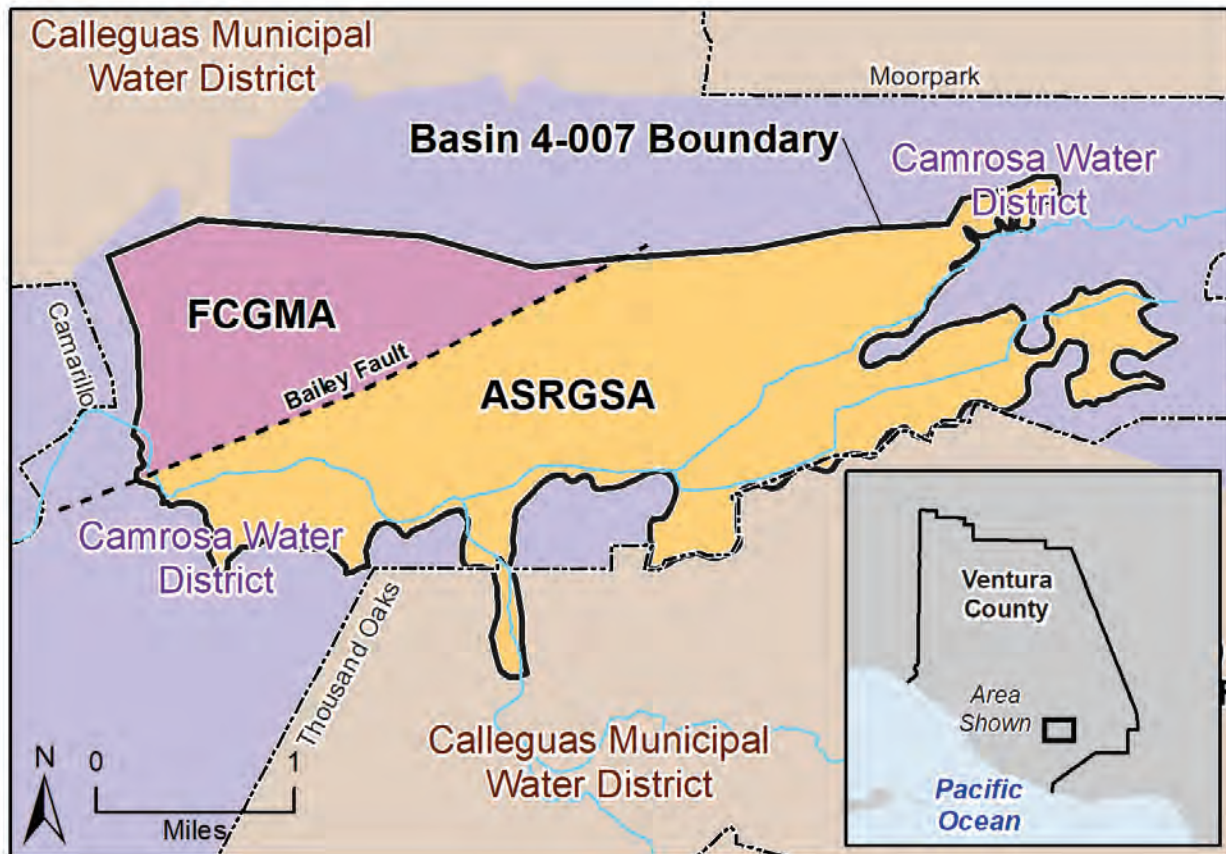 Calleguas Municipal
Water District
Moorpark
Basin 4-007 Boundary
Camrosa Water
District
FCGMA
Camarillo
Bailey Fault
ASRGSA
Camrosa Water
District
Thousand Oaks
Calleguas Municipal
Water District
N
0 1
Miles
Ventura
County
Area
Shown
Pacific
Ocean